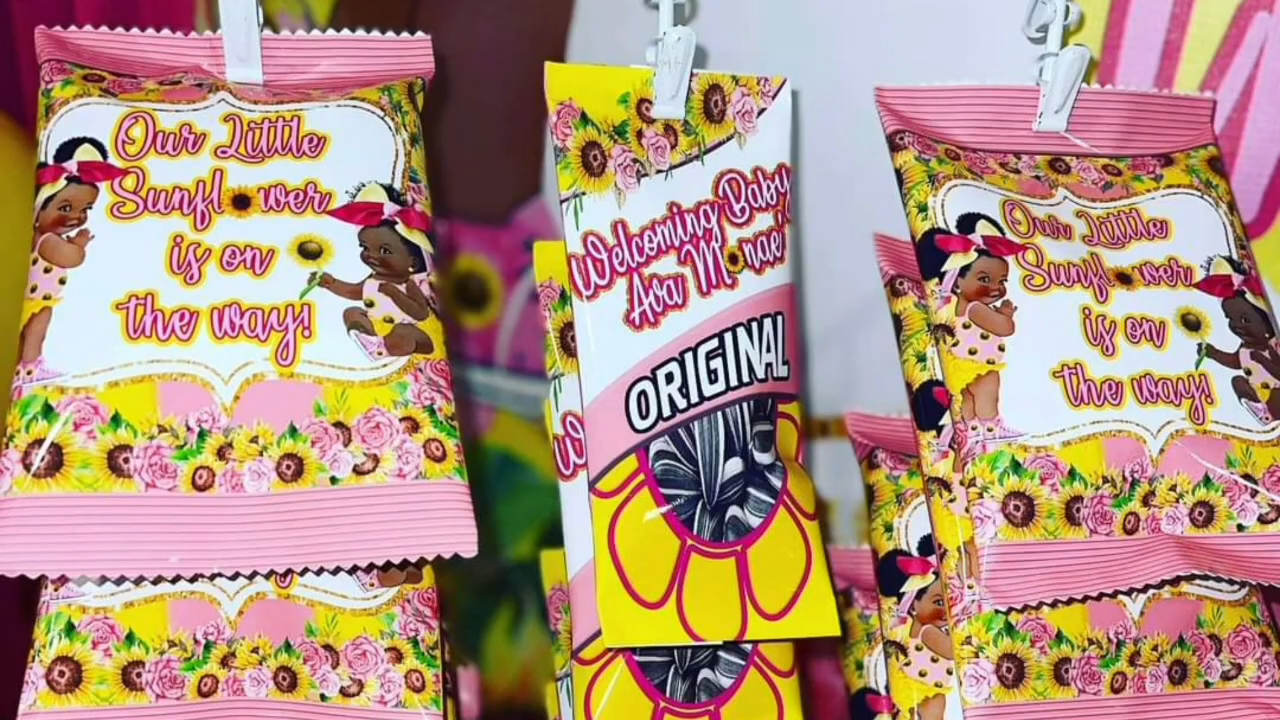 Our Little
Sunflower
is on
the way!
Welcoming Baby
Ava Monae'
ORIGINAL
Our Little
Sunflower
is on
the way!